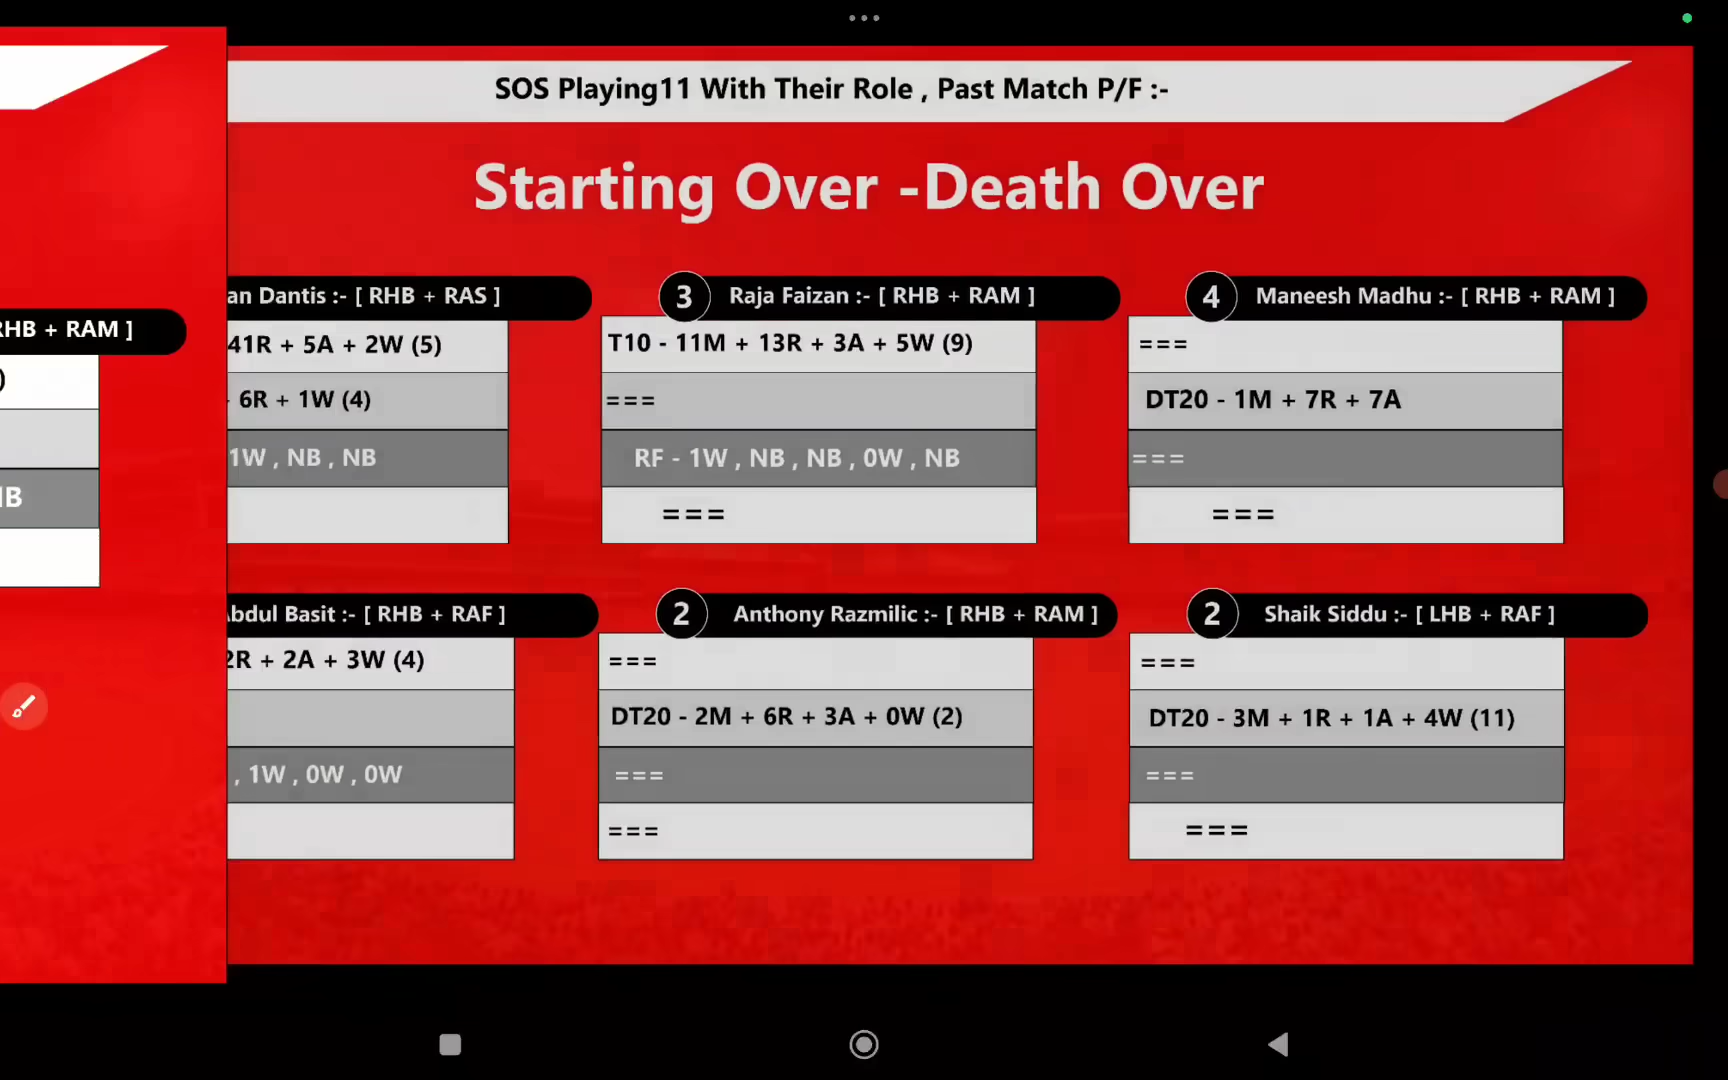 SOS Playing11 With Their Role , Past Match P/F :-
Starting Over -Death Over
RHB + RAM ]
an Dantis :- [ RHB + RAS ]
41R + 5A + 2W (5)
6R + 1W (4)
1W , NB , NB
3 Raja Faizan :- [ RHB + RAM ]
T10 - 11M + 13R + 3A + 5W (9)
===
RF - 1W , NB , NB , 0W , NB
===
4 Maneesh Madhu :- [ RHB + RAM ]
===
DT20 - 1M + 7R + 7A
===
===
Abdul Basit :- [ RHB + RAF ]
2R + 2A + 3W (4)
, 1W , 0W , 0W
2 Anthony Razmilic :- [ RHB + RAM ]
===
DT20 - 2M + 6R + 3A + 0W (2)
===
===
2 Shaik Siddu :- [ LHB + RAF ]
===
DT20 - 3M + 1R + 1A + 4W (11)
===
===